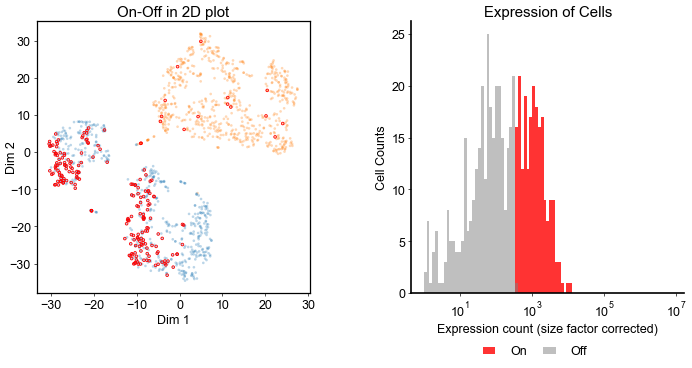 On-Off in 2D plot
Dim 2
30
20
10
0
−10
−20
−30
−30 −20 −10 0 10 20 30
Dim 1
Expression of Cells
Cell Counts
25
20
15
10
5
0
10^1 10^3 10^5 10^7
Expression count (size factor corrected)
On Off